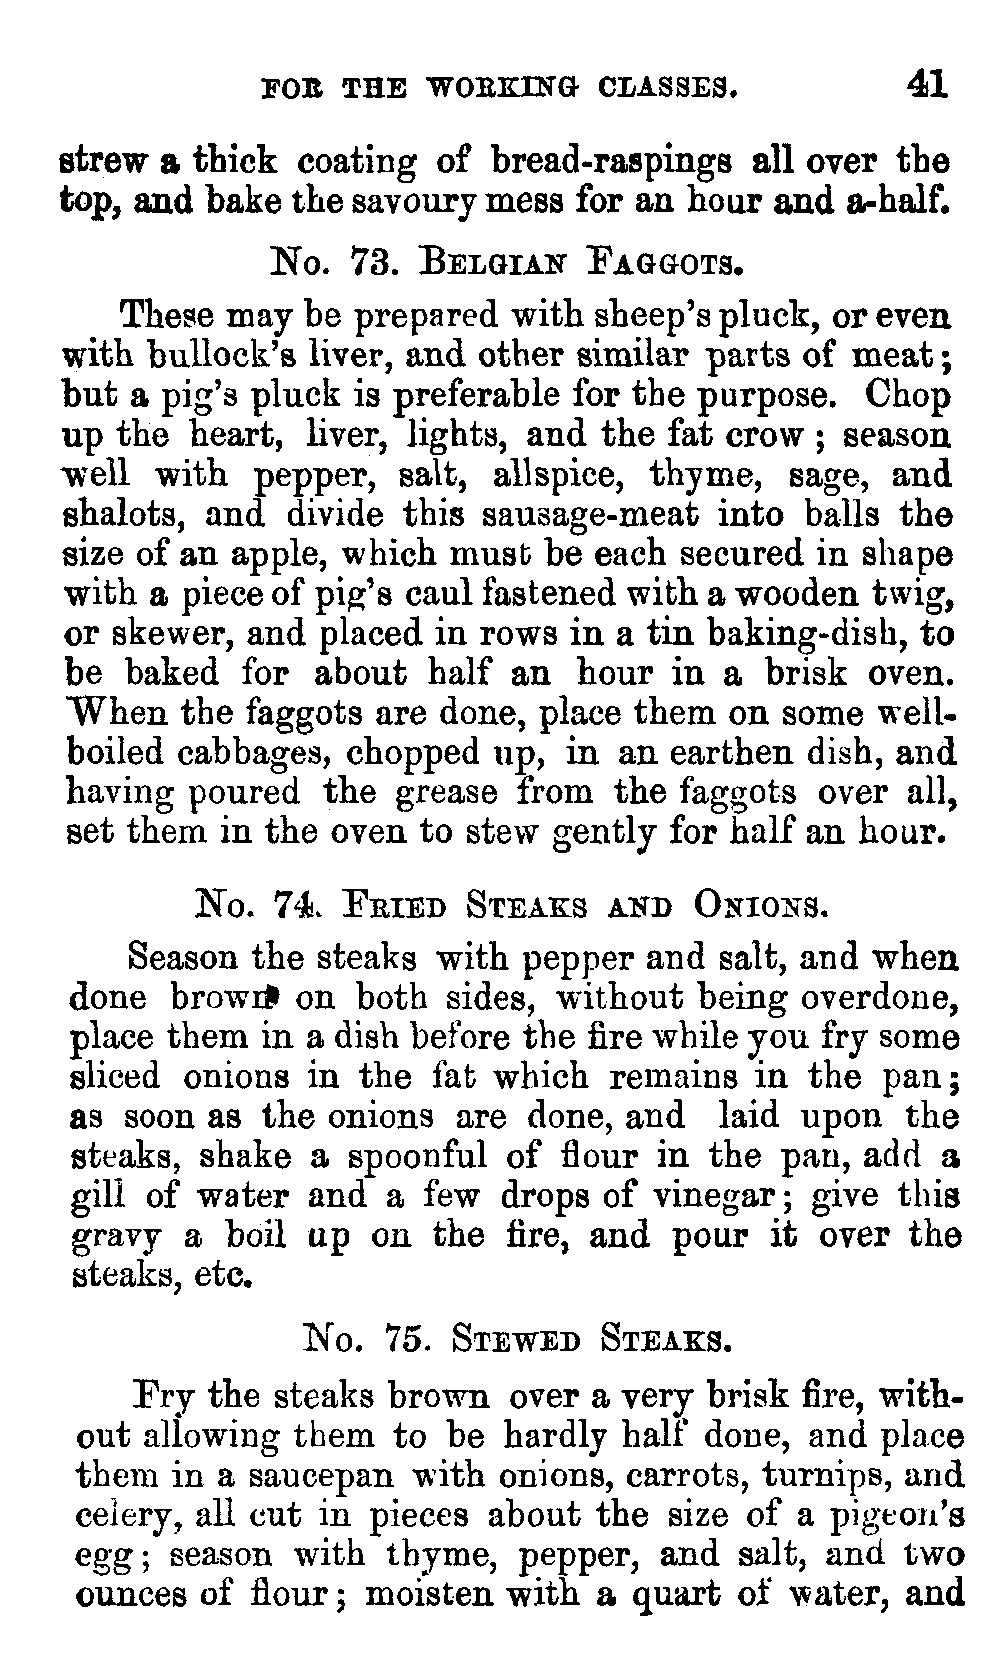 FOR THE WORKING CLASSES. 41
strew a thick coating of bread-raspings all over the
top, and bake the savoury mess for an hour and a-half.
No. 73. BELGIAN FAGGOTS.
These may be prepared with sheep's pluck, or even
with bullock's liver, and other similar parts of meat;
but a pig's pluck is preferable for the purpose. Chop
up the heart, liver, lights, and the fat crow; season
well with pepper, salt, allspice, thyme, sage, and
shalots, and divide this sausage-meat into balls the
size of an apple, which must be each secured in shape
with a piece of pig's caul fastened with a wooden twig,
or skewer, and placed in rows in a tin baking-dish, to
be baked for about half an hour in a brisk oven.
When the faggots are done, place them on some well-
boiled cabbages, chopped up, in an earthen dish, and
having poured the grease from the faggots over all,
set them in the oven to stew gently for half an hour.
No. 74. FRIED STEAKS AND ONIONS.
Season the steaks with pepper and salt, and when
done brown on both sides, without being overdone,
place them in a dish before the fire while you fry some
sliced onions in the fat which remains in the pan;
as soon as the onions are done, and laid upon the
steaks, shake a spoonful of flour in the pan, add a
gill of water and a few drops of vinegar; give this
gravy a boil up on the fire, and pour it over the
steaks, etc.
No. 75. STEWED STEAKS.
Fry the steaks brown over a very brisk fire, with-
out allowing them to be hardly half done, and place
them in a saucepan with onions, carrots, turnips, and
celery, all cut in pieces about the size of a pigeon's
egg; season with thyme, pepper, and salt, and two
ounces of flour; moisten with a quart of water, and